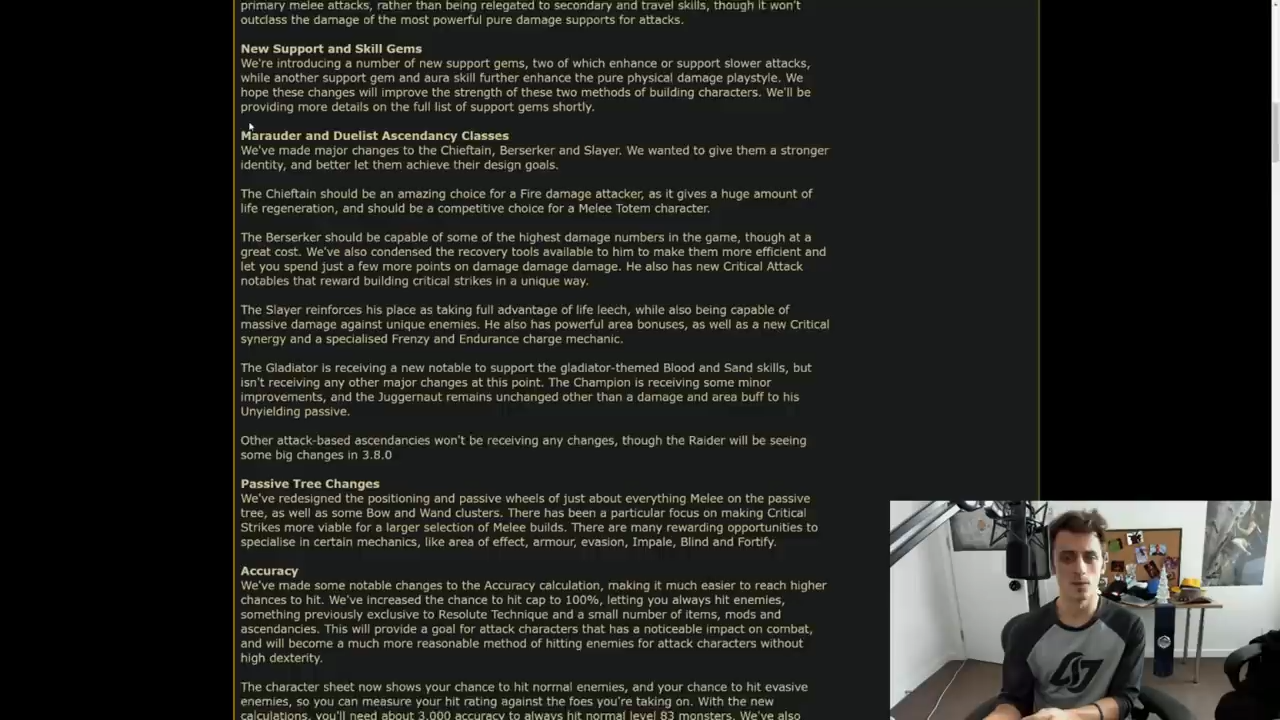 primary melee attacks, rather than being relegated to secondary and travel skills, though it won't
outclass the damage of the most powerful pure damage supports for attacks.
New Support and Skill Gems
We're introducing a number of new support gems, two of which enhance or support slower attacks,
while another support gem and aura skill further enhance the pure physical damage playstyle. We
hope these changes will improve the strength of these two methods of building characters. We'll be
providing more details on the full list of support gems shortly.
Marauder and Duelist Ascendancy Classes
We've made major changes to the Chieftain, Berserker and Slayer. We wanted to give them a stronger
identity, and better let them achieve their design goals.
The Chieftain should be an amazing choice for a Fire damage attacker, as it gives a huge amount of
life regeneration, and should be a competitive choice for a Melee Totem character.
The Berserker should be capable of some of the highest damage numbers in the game, though at a
great cost. We've also condensed the recovery tools available to him to make them more efficient and
let you spend just a few more points on damage damage damage. He also has new Critical Attack
notables that reward building critical strikes in a unique way.
The Slayer reinforces his place as taking full advantage of life leech, while also being capable of
massive damage against unique enemies. He also has powerful area bonuses, as well as a new Critical
synergy and a specialised Frenzy and Endurance charge mechanic.
The Gladiator is receiving a new notable to support the gladiator-themed Blood and Sand skills, but
isn't receiving any other major changes at this point. The Champion is receiving some minor
improvements, and the Juggernaut remains unchanged other than a damage and area buff to his
Unyielding passive.
Other attack-based ascendancies won't be receiving any changes, though the Raider will be seeing
some big changes in 3.8.0
Passive Tree Changes
We've redesigned the positioning and passive wheels of just about everything Melee on the passive
tree, as well as some Bow and Wand clusters. There has been a particular focus on making Critical
Strikes more viable for a larger selection of Melee builds. There are many rewarding opportunities to
specialise in certain mechanics, like area of effect, armour, evasion, Impale, Blind and Fortify.
Accuracy
We've made some notable changes to the Accuracy calculation, making it much easier to reach higher
chances to hit. We've increased the chance to hit cap to 100%, letting you always hit enemies,
something previously exclusive to Resolute Technique and a small number of items, mods and
ascendancies. This will provide a goal for attack characters that has a noticeable impact on combat,
and will become a much more reasonable method of hitting enemies for attack characters without
high dexterity.
The character sheet now shows your chance to hit normal enemies, and your chance to hit evasive
enemies, so you can measure your hit rating against the foes you're taking on. With the new
calculations, you'll need about 3,000 accuracy to always hit normal level 83 monsters. We've also